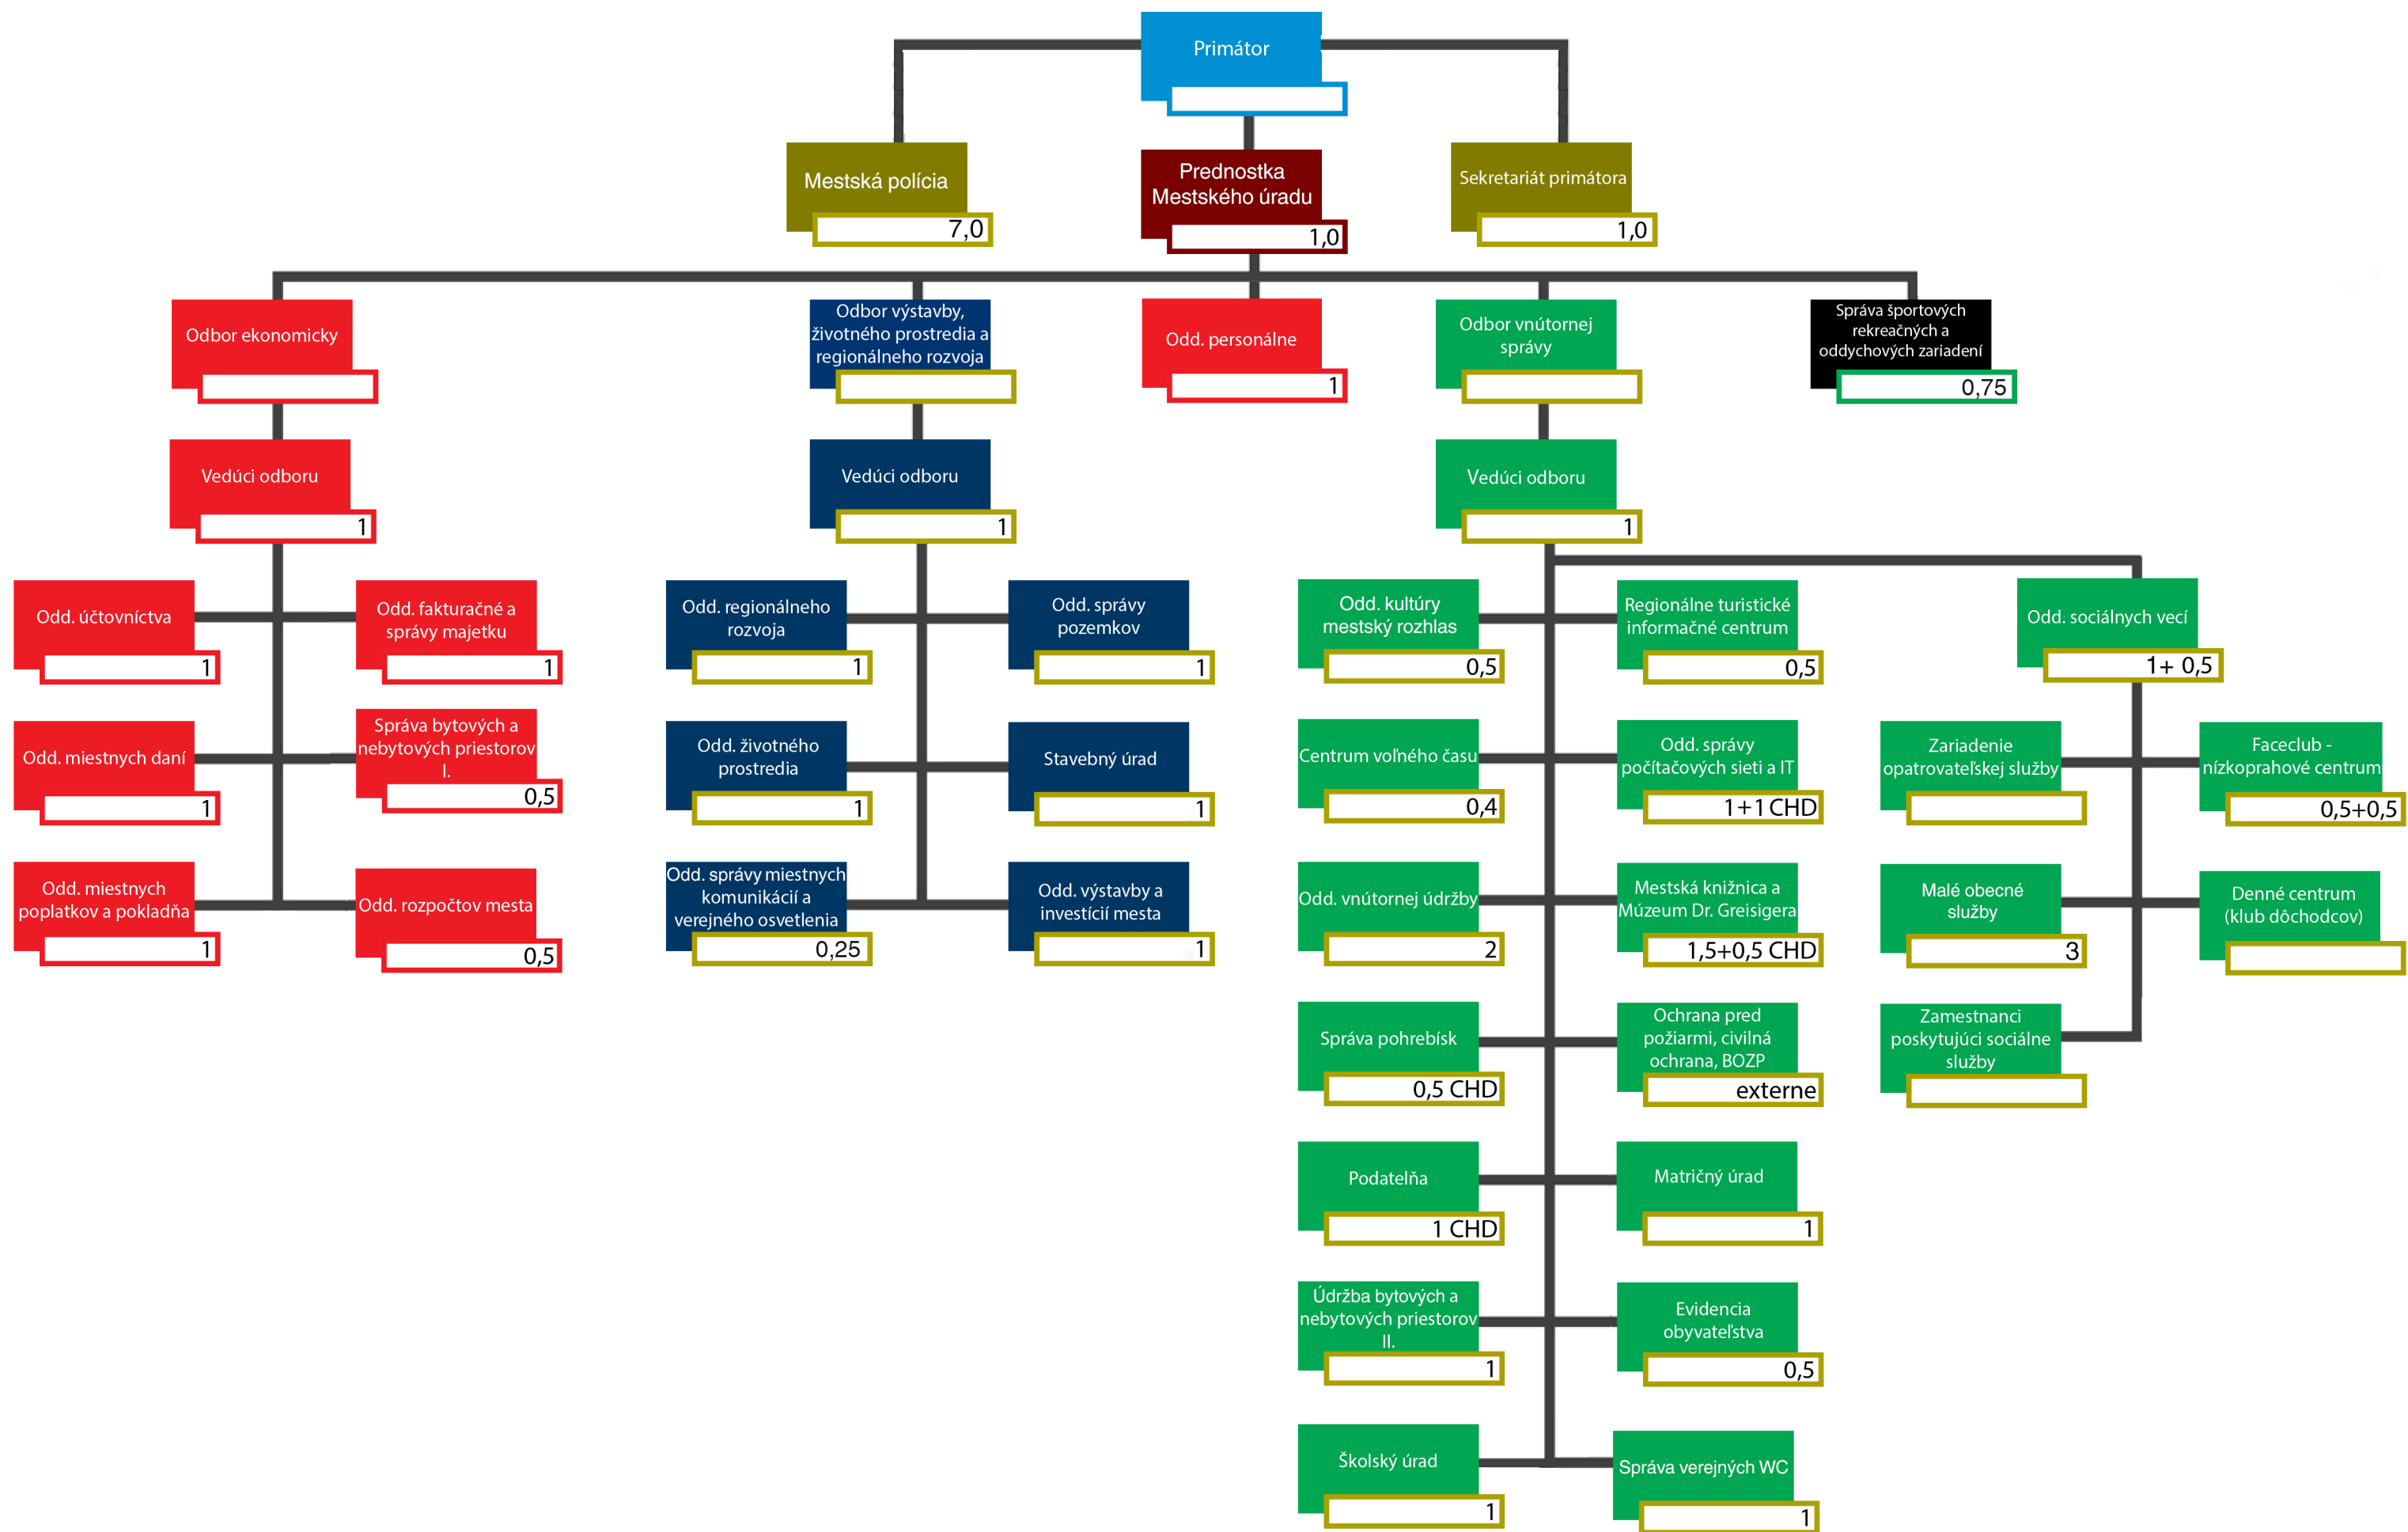 Primátor
Mestská polícia
7,0
Prednostka
Mestského úradu
1,0
Sekretariát primátora
1,0
Odbor ekonomicky
Odbor výstavby,
životného prostredia a
regionálneho rozvoja
Odd. personálne
1
Odbor vnútornej
správy
Správa športových
rekreačných a
oddychových zariadení
0,75
Vedúci odboru
1
Vedúci odboru
1
Vedúci odboru
1
Odd. účtovníctva
1
Odd. fakturačné a
správy majetku
1
Odd. miestnych daní
1
Správa bytových a
nebytových priestorov
I.
0,5
Odd. miestnych
poplatkov a pokladňa
1
Odd. rozpočtov mesta
0,5
Odd. regionálneho
rozvoja
1
Odd. správy
pozemkov
1
Odd. životného
prostredia
1
Stavebný úrad
1
Odd. správy miestnych
komunikácií a
verejného osvetlenia
0,25
Odd. výstavby a
investícií mesta
1
Odd. kultúry
mestský rozhlas
0,5
Regionálne turistické
informačné centrum
0,5
Centrum voľného času
0,4
Odd. správy
počítačových sieti a IT
1+1 CHD
Odd. vnútornej údržby
2
Mestská knižnica a
Múzeum Dr. Greisigera
1,5+0,5 CHD
Správa pohrebísk
0,5 CHD
Ochrana pred
požiarmi, civilná
ochrana, BOZP
externe
Podatelňa
1 CHD
Matričný úrad
1
Údržba bytových a
nebytových priestorov
II.
1
Evidencia
obyvateľstva
0,5
Školský úrad
1
Správa verejných WC
1
Odd. sociálnych vecí
1+ 0,5
Zariadenie
opatrovateľskej služby
Faceclub -
nízkoprahové centrum
0,5+0,5
Malé obecné
služby
3
Denné centrum
(klub dôchodcov)
Zamestnanci
poskytujúci sociálne
služby